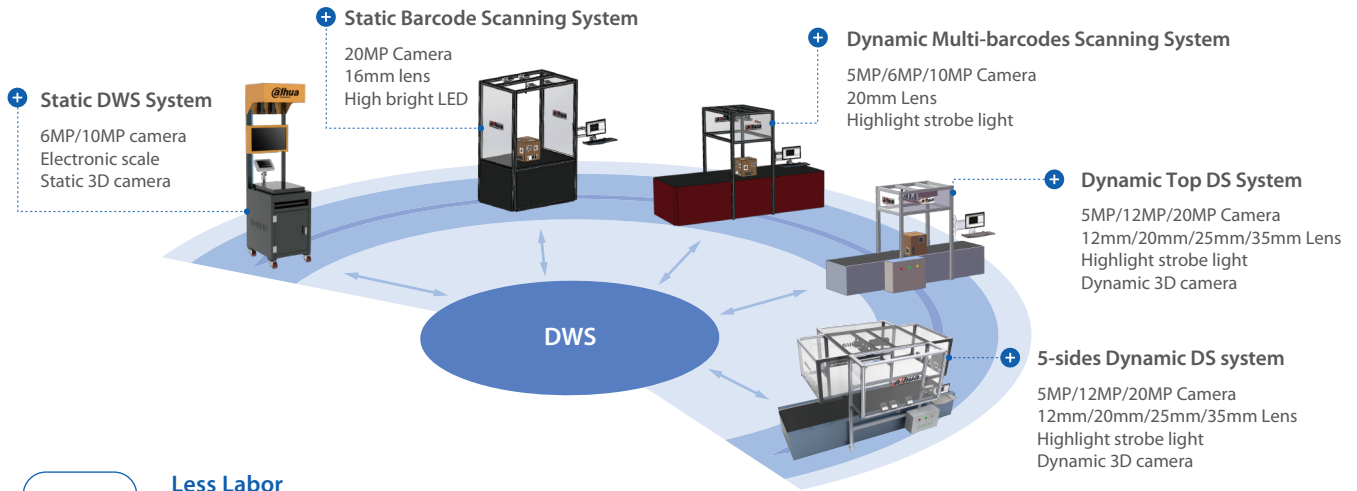 Static Barcode Scanning System
20MP Camera
16mm lens
High bright LED
Dynamic Multi-barcodes Scanning System
5MP/6MP/10MP Camera
20mm Lens
Highlight strobe light
Static DWS System
6MP/10MP camera
Electronic scale
Static 3D camera
alhua
Dynamic Top DS System
5MP/12MP/20MP Camera
12mm/20mm/25mm/35mm Lens
Highlight strobe light
Dynamic 3D camera
DWS
5-sides Dynamic DS system
5MP/12MP/20MP Camera
12mm/20mm/25mm/35mm Lens
Highlight strobe light
Dynamic 3D camera
Less Labor